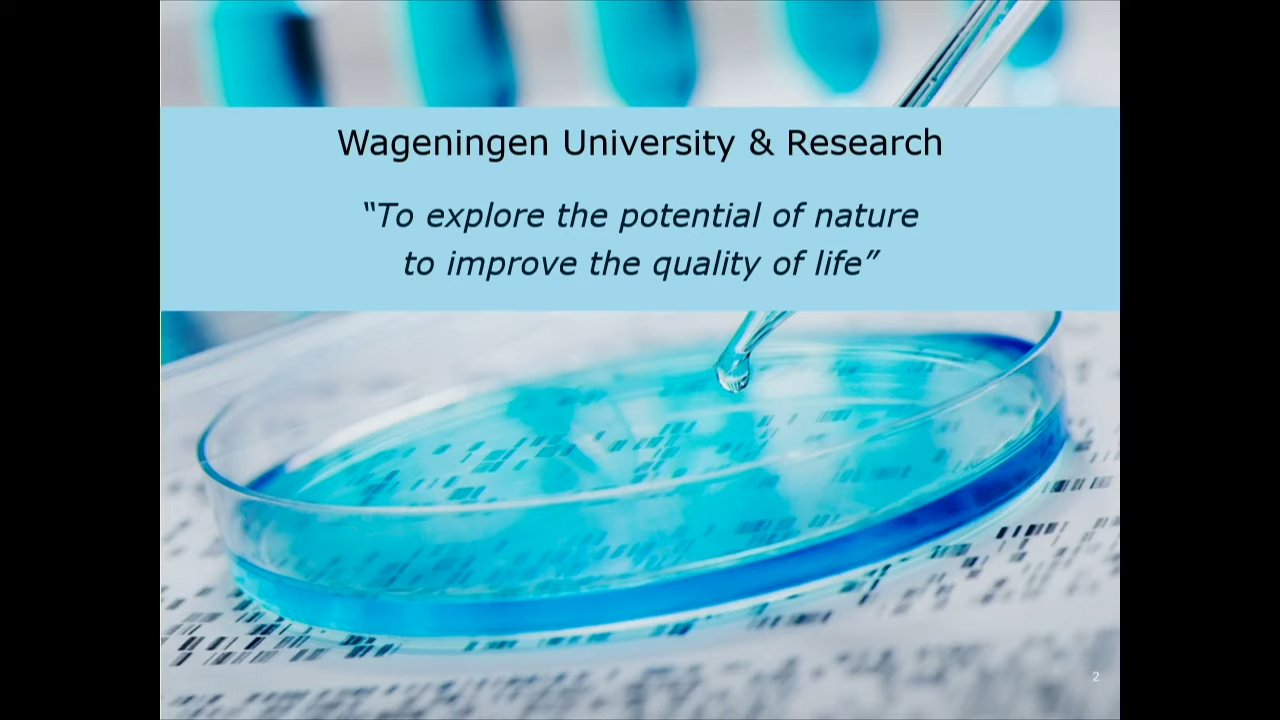 Wageningen University & Research
“To explore the potential of nature
to improve the quality of life”
2